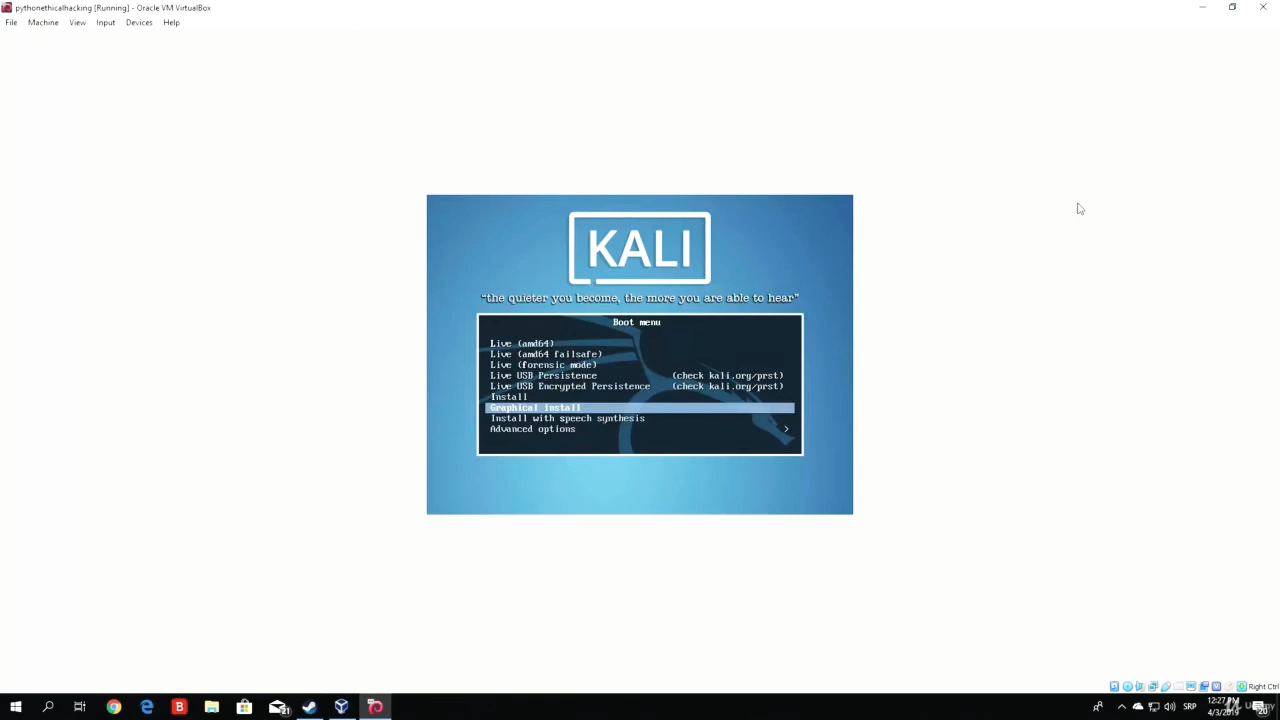 pythonethicalhacking [Running] - Oracle VM VirtualBox
File Machine View Input Devices Help
KALI
"the quieter you become, the more you are able to hear"
Boot menu
Live (amd64)
Live (amd64 failsafe)
Live (forensic mode)
Live USB Persistence (check kali.org/prst)
Live USB Encrypted Persistence (check kali.org/prst)
Install
Graphical install
Install with speech synthesis
Advanced options >
Right Ctrl
21
B
SRP
12:27 PM
4/3/2019
20
Udemy